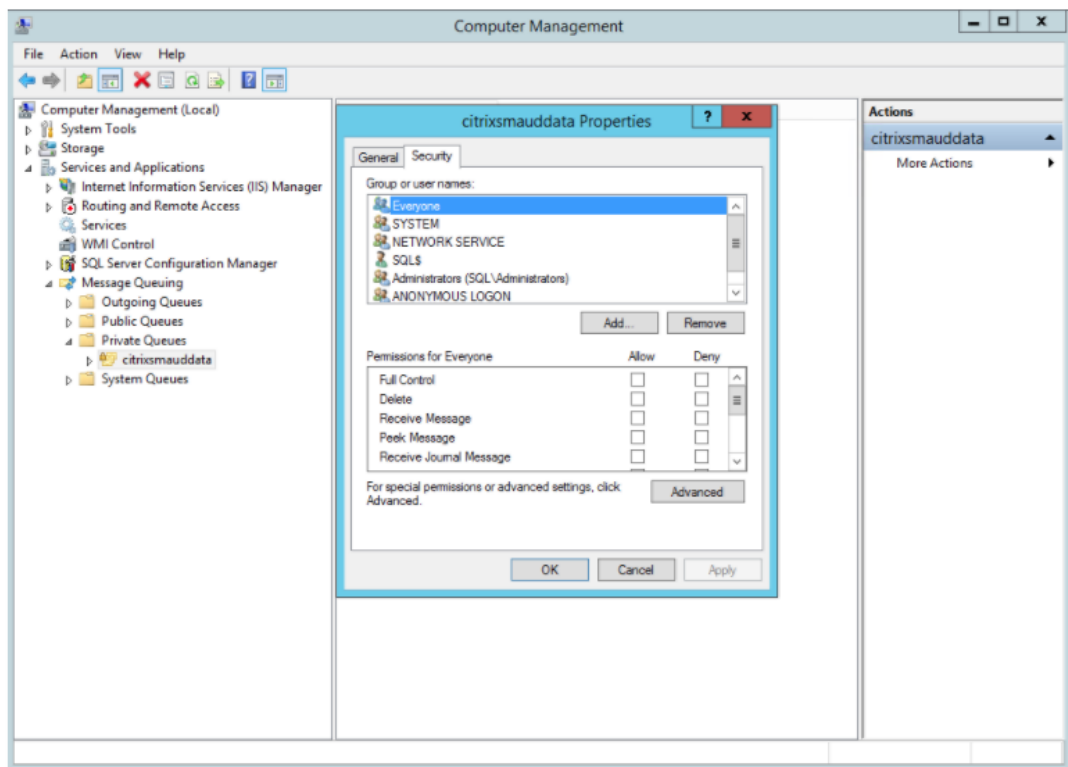 Computer Management
File Action View Help
Computer Management (Local)
System Tools
Storage
Services and Applications
Internet Information Services (IIS) Manager
Routing and Remote Access
Services
WMI Control
SQL Server Configuration Manager
Message Queuing
Outgoing Queues
Public Queues
Private Queues
citrixsmauddata
System Queues
citrixsmauddata Properties
? x
General Security
Group or user names:
Everyone
SYSTEM
NETWORK SERVICE
SQL$
Administrators (SQL\Administrators)
ANONYMOUS LOGON
Add... Remove
Permissions for Everyone Allow Deny
Full Control
Delete
Receive Message
Peek Message
Receive Journal Message
For special permissions or advanced settings, click
Advanced.
Advanced
OK Cancel Apply
Actions
citrixsmauddata
More Actions